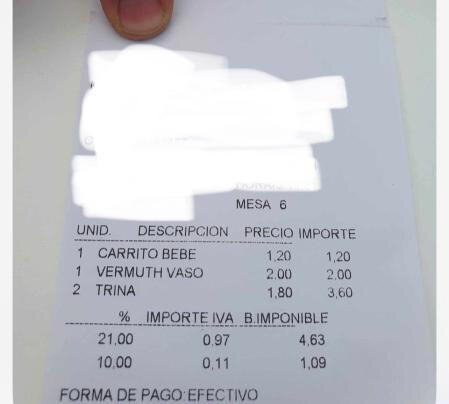 MESA 6
UNID. DESCRIPCION PRECIO IMPORTE
1 CARRITO BEBE 1,20 1,20
1 VERMUTH VASO 2,00 2,00
2 TRINA 1,80 3,60
% IMPORTE IVA B.IMPONIBLE
21,00 0,97 4,63
10,00 0,11 1,09
FORMA DE PAGO:EFECTIVO